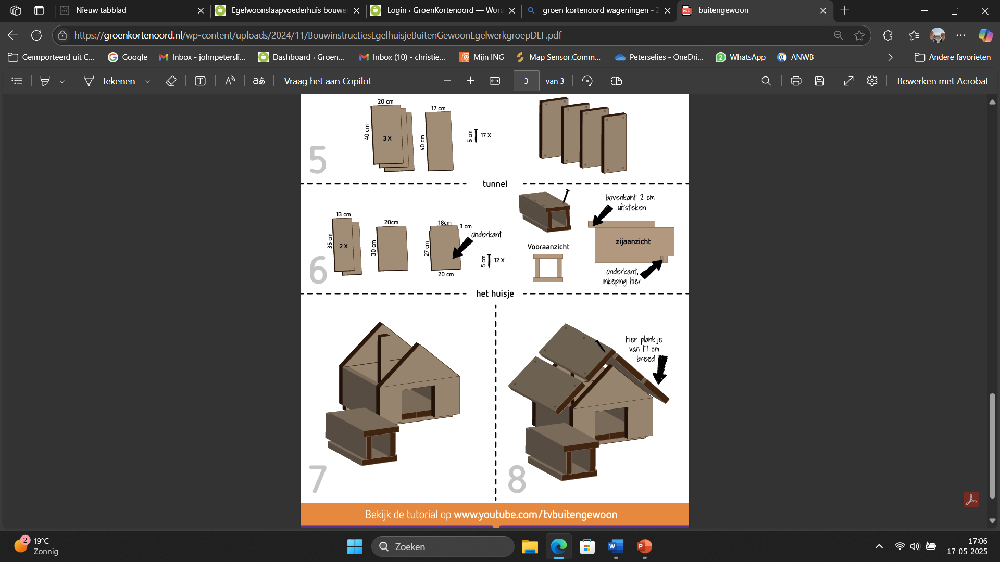 Nieuw tabblad
Egelwoonslaapvoederhuis bouwe
Login ‹ GroenKortenoord — Word
groen kortenoord wageningen - Z
buitengewoon
https://groenkortenoord.nl/wp-content/uploads/2024/11/BouwinstructiesEgelhuisjeBuitenGewoonEgelwerkgroepDEF.pdf
Geïmporteerd uit C...
Google
Inbox - johnpetersli...
Dashboard ‹ Groen...
Inbox (10) - christie...
Mijn ING
Map Sensor.Comm...
Peterselies - OneDri...
WhatsApp
ANWB
Andere favorieten
Tekenen
Vraag het aan Copilot
3
van 3
Bewerken met Acrobat
20 cm
40 cm
3 X
17 cm
40 cm
5 cm
17 X
5
tunnel
13 cm
35 cm
2 X
20cm
30 cm
18cm
3 cm
27 cm
20 cm
onderkant
5 cm
12 X
Vooraanzicht
bovenkant 2 cm
uitsteken
zijaanzicht
onderkant,
inkeping hier
6
het huisje
7
hier plankje
van 17 cm
breed
8
Bekijk de tutorial op www.youtube.com/tvbuitengewoon
2
19°C
Zonnig
Zoeken
17:06
17-05-2025